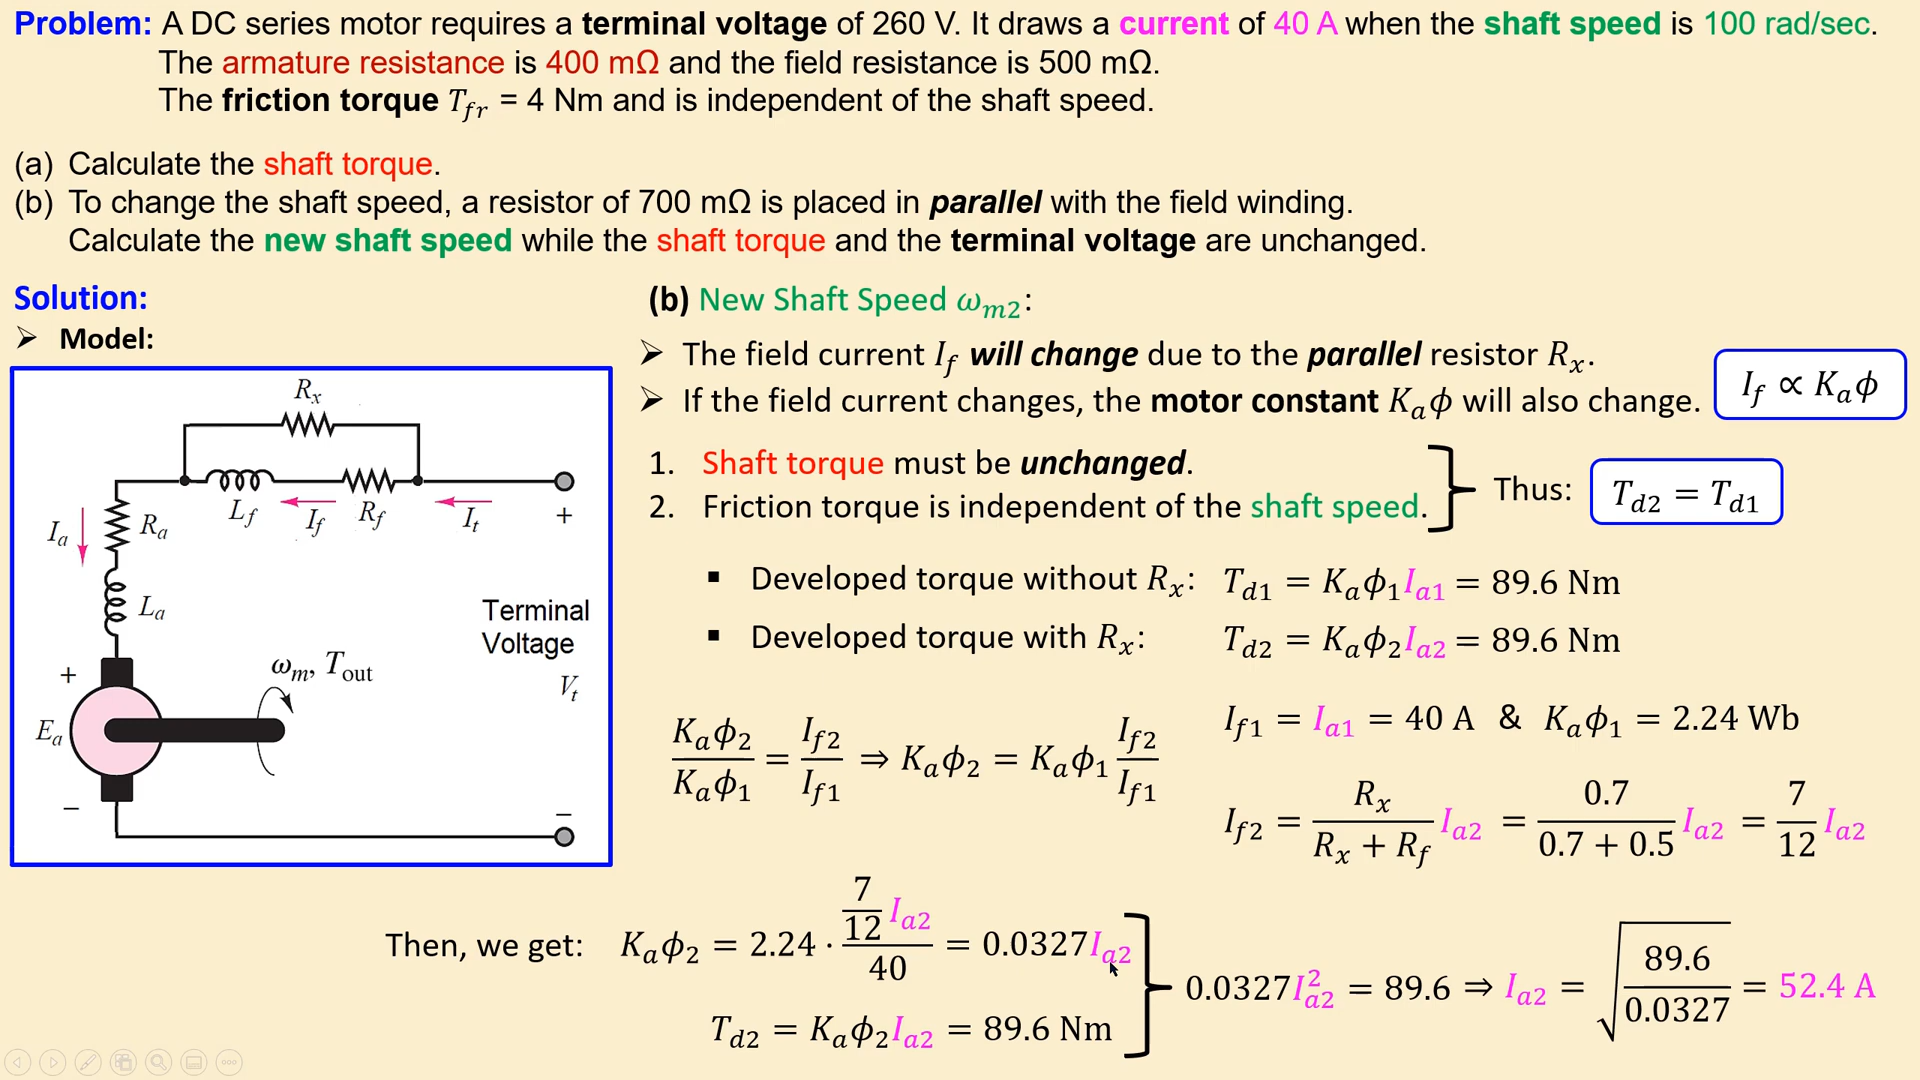 Problem: A DC series motor requires a terminal voltage of 260 V. It draws a current of 40 A when the shaft speed is 100 rad/sec.
The armature resistance is 400 mΩ and the field resistance is 500 mΩ.
The friction torque T_fr = 4 Nm and is independent of the shaft speed.
(a) Calculate the shaft torque.
(b) To change the shaft speed, a resistor of 700 mΩ is placed in parallel with the field winding.
Calculate the new shaft speed while the shaft torque and the terminal voltage are unchanged.
Solution:
➢ Model:
R_x
L_f I_f R_f I_t
+
I_a R_a
L_a
Terminal
Voltage
V_t
+
ω_m, T_out
E_a
−
−
(b) New Shaft Speed ω_m2:
➢ The field current I_f will change due to the parallel resistor R_x.
➢ If the field current changes, the motor constant K_aϕ will also change.
I_f ∝ K_aϕ
1. Shaft torque must be unchanged.
2. Friction torque is independent of the shaft speed.
Thus: T_d2 = T_d1
▪ Developed torque without R_x: T_d1 = K_aϕ_1 I_a1 = 89.6 Nm
▪ Developed torque with R_x: T_d2 = K_aϕ_2 I_a2 = 89.6 Nm
K_aϕ_2 / K_aϕ_1 = I_f2 / I_f1 ⇒ K_aϕ_2 = K_aϕ_1 I_f2 / I_f1
I_f1 = I_a1 = 40 A & K_aϕ_1 = 2.24 Wb
I_f2 = R_x / (R_x + R_f) I_a2 = 0.7 / (0.7 + 0.5) I_a2 = 7/12 I_a2
Then, we get: K_aϕ_2 = 2.24 · (7/12 I_a2) / 40 = 0.0327 I_a2
T_d2 = K_aϕ_2 I_a2 = 89.6 Nm
0.0327 I_a2² = 89.6 ⇒ I_a2 = √(89.6 / 0.0327) = 52.4 A